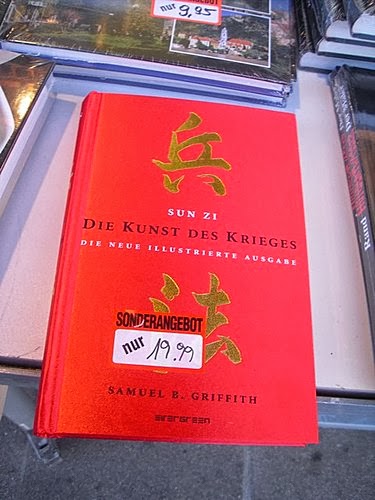 nur 9,95
兵
SUN ZI
DIE KUNST DES KRIEGES
DIE NEUE ILLUSTRIERTE AUSGABE
法
SONDERANGEBOT
nur 19.99
SAMUEL B. GRIFFITH
EVERGREEN